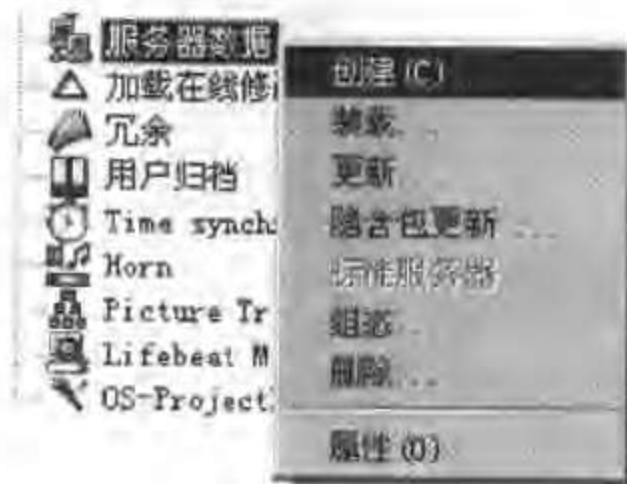 服务器数据
加载在线修
冗余
用户归档
Time synch
Horn
Picture Tr
Lifebeat M
OS-Project
创建(C)
装载...
更新
隐含包更新...
标准服务器
组态...
删除...
属性(O)